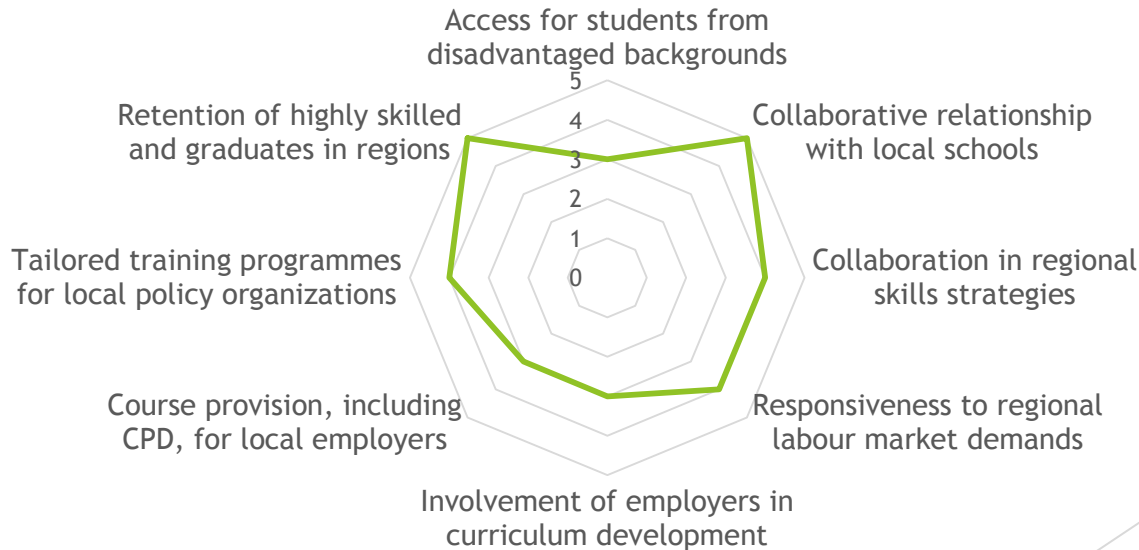 Access for students from
disadvantaged backgrounds
Retention of highly skilled
and graduates in regions
Collaborative relationship
with local schools
5
4
3
2
1
0
Tailored training programmes
for local policy organizations
Collaboration in regional
skills strategies
Course provision, including
CPD, for local employers
Responsiveness to regional
labour market demands
Involvement of employers in
curriculum development